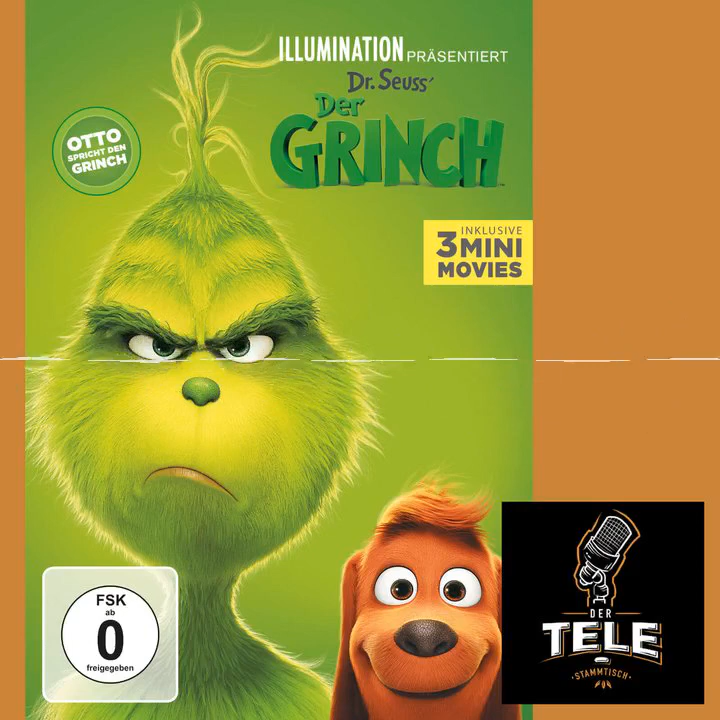 ILLUMINATION PRÄSENTIERT
Dr. Seuss'
Der
GRINCH
OTTO
SPRICHT DEN
GRINCH
INKLUSIVE
3 MINI
MOVIES
FSK
ab
0
freigegeben
DER
TELE
·STAMMTISCH·